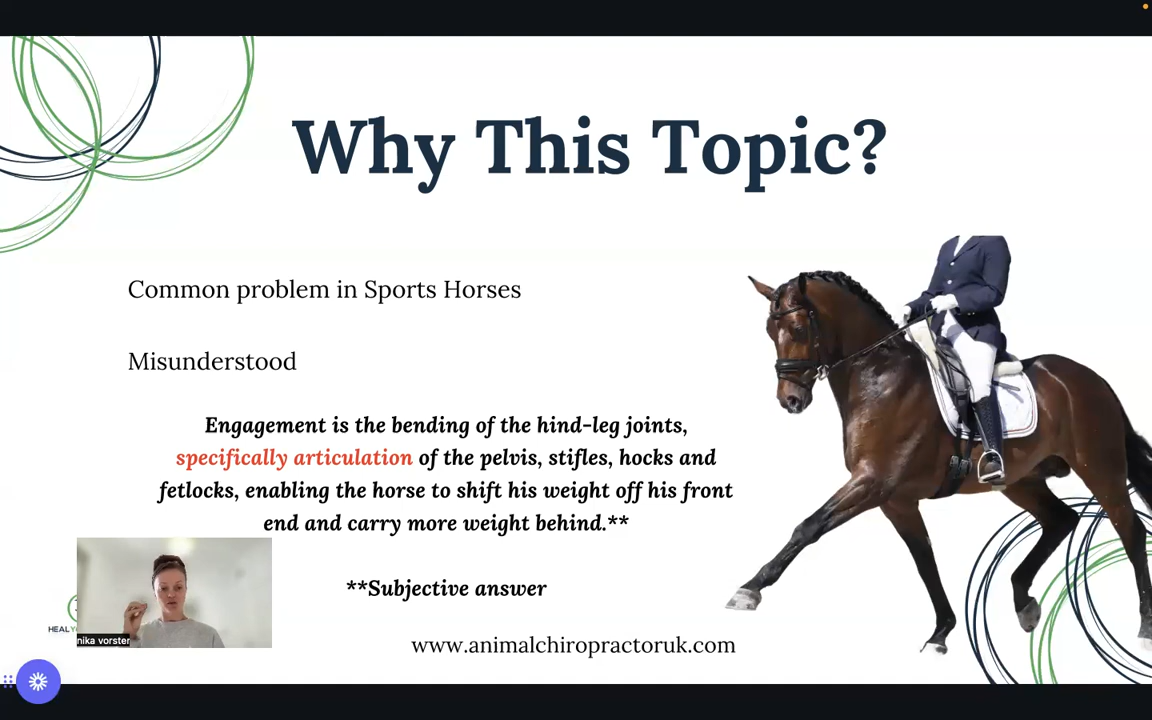 Why This Topic?
Common problem in Sports Horses
Misunderstood
Engagement is the bending of the hind-leg joints,
specifically articulation of the pelvis, stifles, hocks and
fetlocks, enabling the horse to shift his weight off his front
end and carry more weight behind.**
**Subjective answer
nika vorster
www.animalchiropractoruk.com